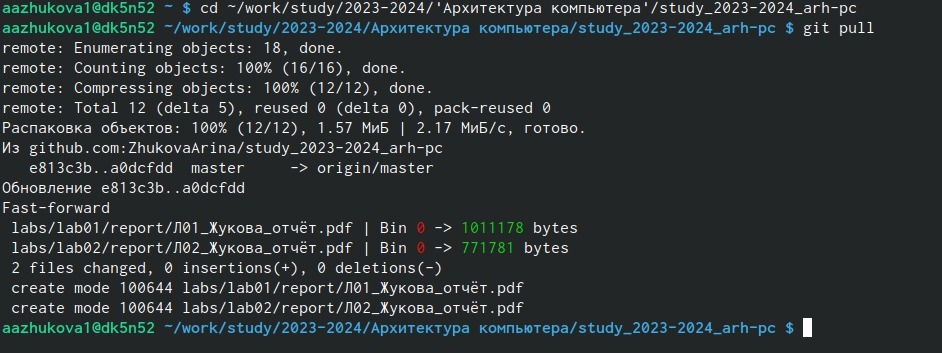 aazhukova1@dk5n52 ~ $ cd ~/work/study/2023-2024/'Архитектура компьютера'/study_2023-2024_arh-pc
aazhukova1@dk5n52 ~/work/study/2023-2024/Архитектура компьютера/study_2023-2024_arh-pc $ git pull
remote: Enumerating objects: 18, done.
remote: Counting objects: 100% (16/16), done.
remote: Compressing objects: 100% (12/12), done.
remote: Total 12 (delta 5), reused 0 (delta 0), pack-reused 0
Распаковка объектов: 100% (12/12), 1.57 МиБ | 2.17 МиБ/с, готово.
Из github.com:ZhukovaArina/study_2023-2024_arh-pc
   e813c3b..a0dcfdd  master     -> origin/master
Обновление e813c3b..a0dcfdd
Fast-forward
 labs/lab01/report/Л01_Жукова_отчёт.pdf | Bin 0 -> 1011178 bytes
 labs/lab02/report/Л02_Жукова_отчёт.pdf | Bin 0 -> 771781 bytes
 2 files changed, 0 insertions(+), 0 deletions(-)
 create mode 100644 labs/lab01/report/Л01_Жукова_отчёт.pdf
 create mode 100644 labs/lab02/report/Л02_Жукова_отчёт.pdf
aazhukova1@dk5n52 ~/work/study/2023-2024/Архитектура компьютера/study_2023-2024_arh-pc $